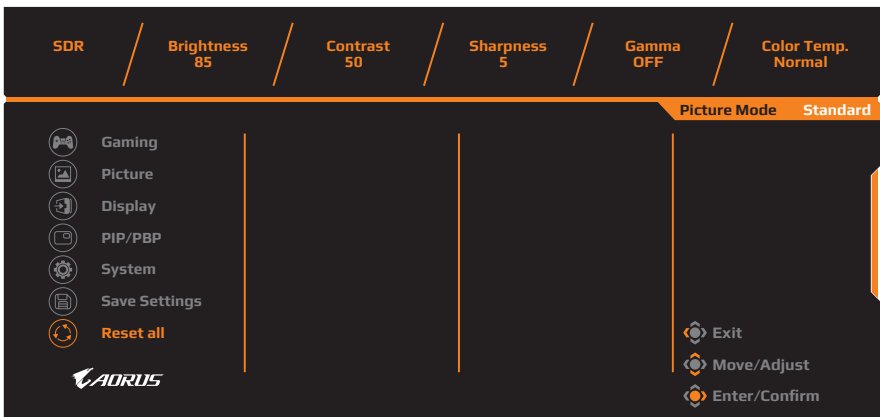 SDR
Brightness
85
Contrast
50
Sharpness
5
Gamma
OFF
Color Temp.
Normal
Picture Mode Standard
Gaming
Picture
Display
PIP/PBP
System
Save Settings
Reset all
AORUS
Exit
Move/Adjust
Enter/Confirm